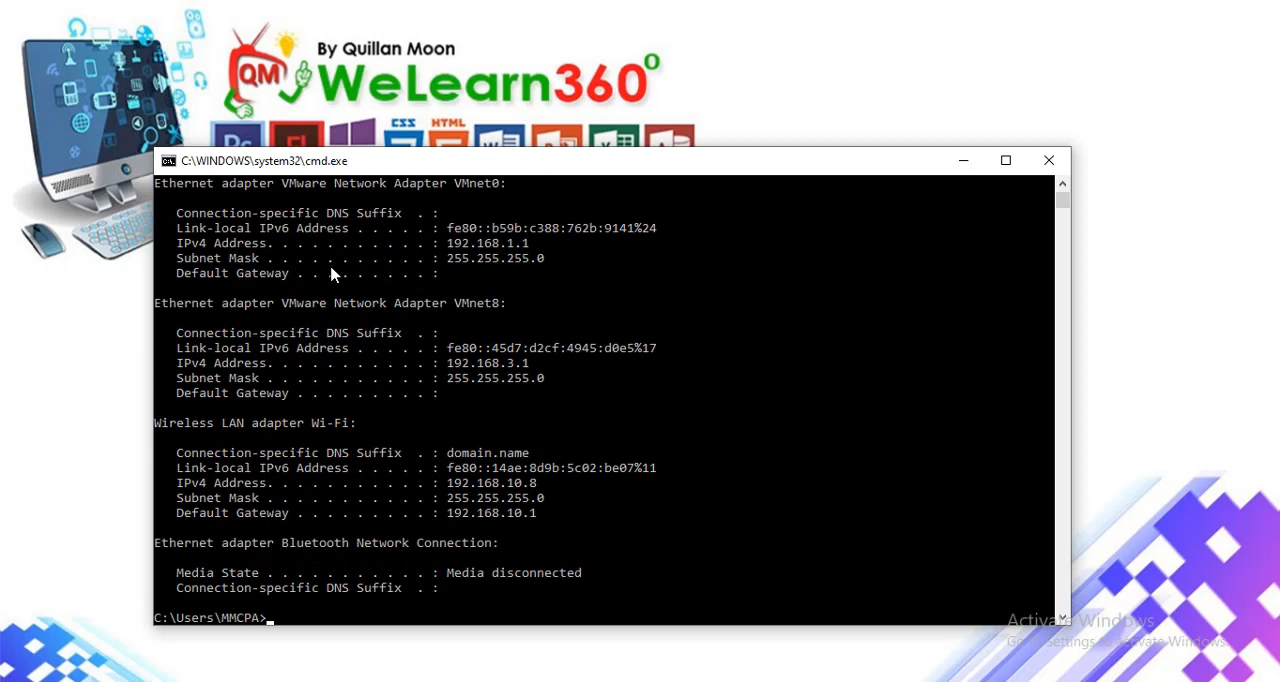 By Quillan Moon
QM
WeLearn360°
CSS HTML
C:\WINDOWS\system32\cmd.exe
Ethernet adapter VMware Network Adapter VMnet0:
Connection-specific DNS Suffix . :
Link-local IPv6 Address . . . . . : fe80::b59b:c388:762b:9141%24
IPv4 Address. . . . . . . . . . . : 192.168.1.1
Subnet Mask . . . . . . . . . . . : 255.255.255.0
Default Gateway . . . . . . . . . :
Ethernet adapter VMware Network Adapter VMnet8:
Connection-specific DNS Suffix . :
Link-local IPv6 Address . . . . . : fe80::45d7:d2cf:4945:d0e5%17
IPv4 Address. . . . . . . . . . . : 192.168.3.1
Subnet Mask . . . . . . . . . . . : 255.255.255.0
Default Gateway . . . . . . . . . :
Wireless LAN adapter Wi-Fi:
Connection-specific DNS Suffix . : domain.name
Link-local IPv6 Address . . . . . : fe80::14ae:8d9b:5c02:be07%11
IPv4 Address. . . . . . . . . . . : 192.168.10.8
Subnet Mask . . . . . . . . . . . : 255.255.255.0
Default Gateway . . . . . . . . . : 192.168.10.1
Ethernet adapter Bluetooth Network Connection:
Media State . . . . . . . . . . . : Media disconnected
Connection-specific DNS Suffix . :
C:\Users\MMCPA>
Activate Windows
Go to Settings to activate Windows.